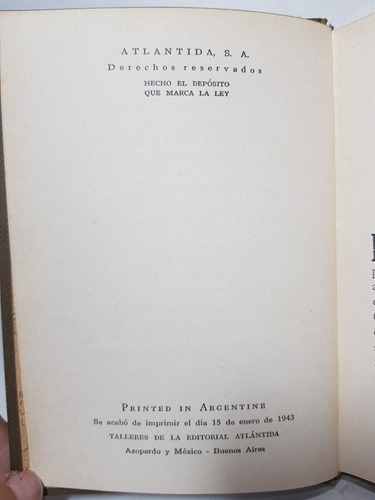 ATLANTIDA, S. A.
Derechos reservados
HECHO EL DEPÓSITO
QUE MARCA LA LEY
PRINTED IN ARGENTINE
Se acabó de imprimir el día 15 de enero de 1943
TALLERES DE LA EDITORIAL ATLÁNTIDA
Azopardo y México - Buenos Aires